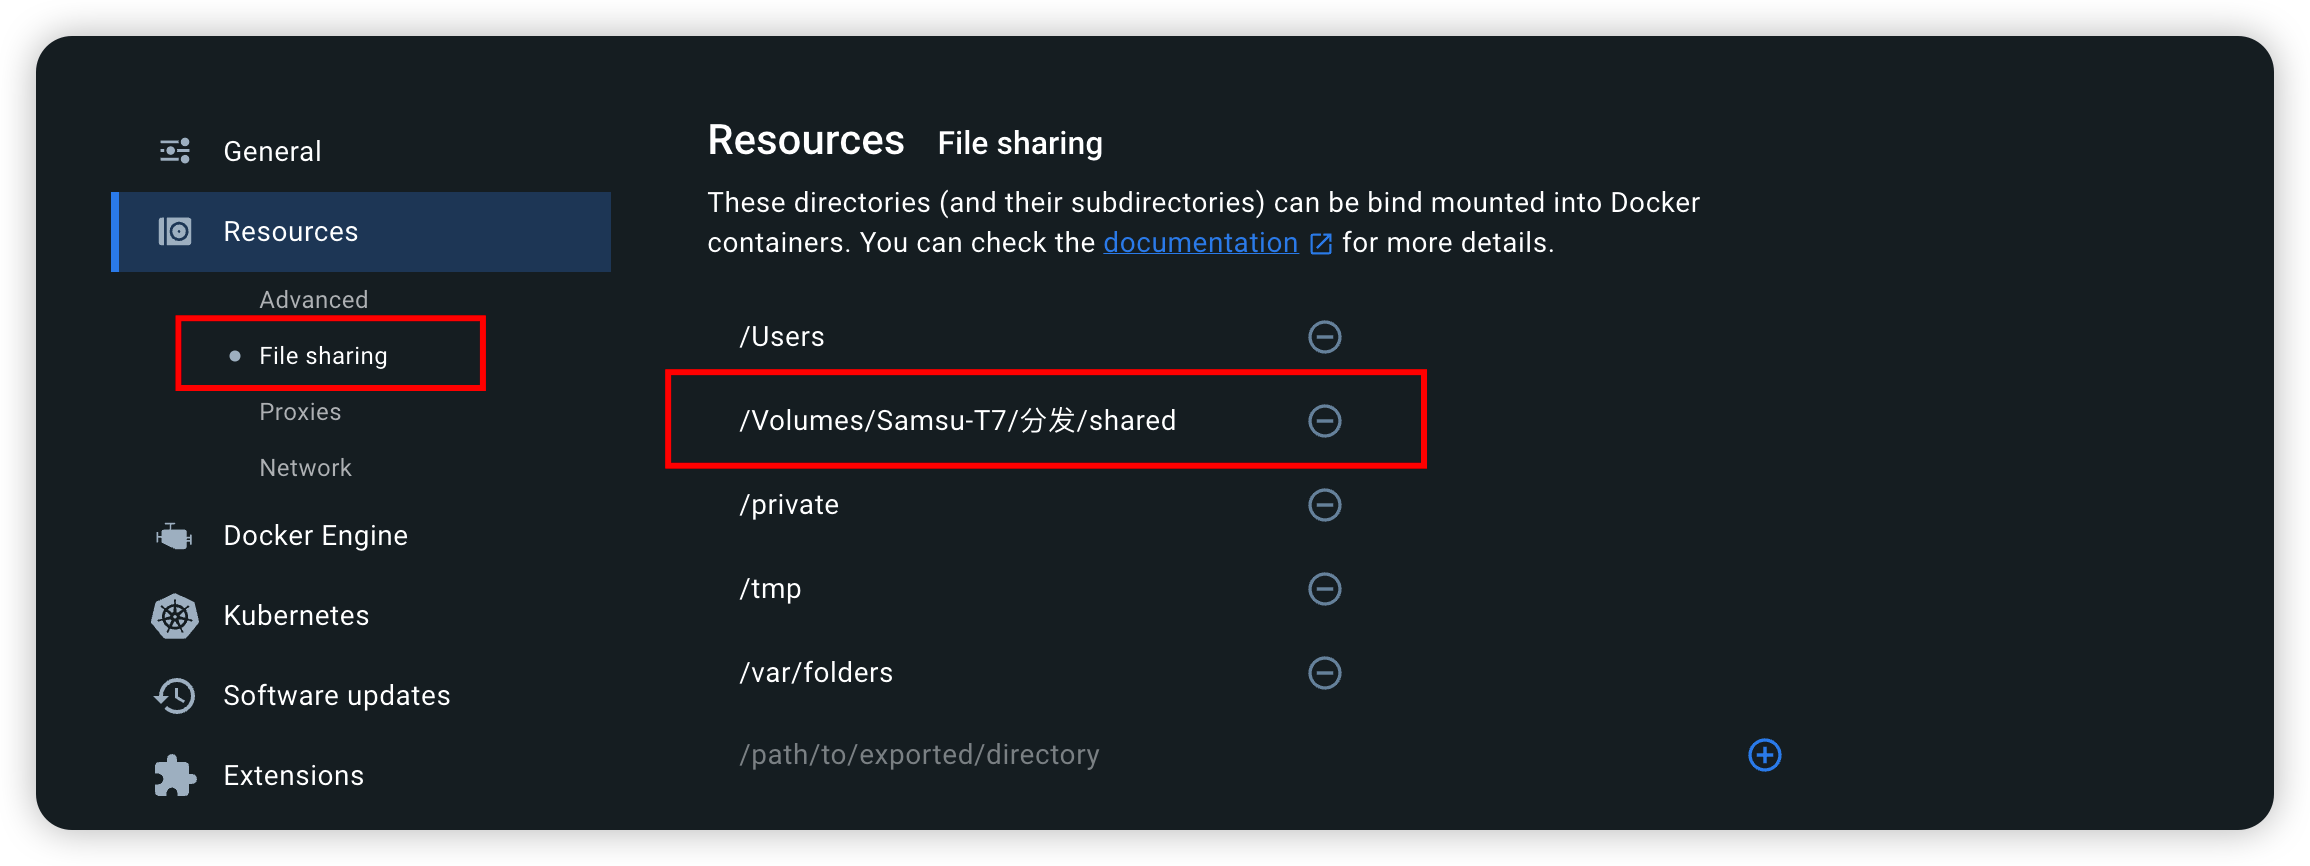 General
Resources
Advanced
File sharing
Proxies
Network
Docker Engine
Kubernetes
Software updates
Extensions
Resources File sharing
These directories (and their subdirectories) can be bind mounted into Docker
containers. You can check the documentation for more details.
/Users
/Volumes/Samsu-T7/分发/shared
/private
/tmp
/var/folders
/path/to/exported/directory